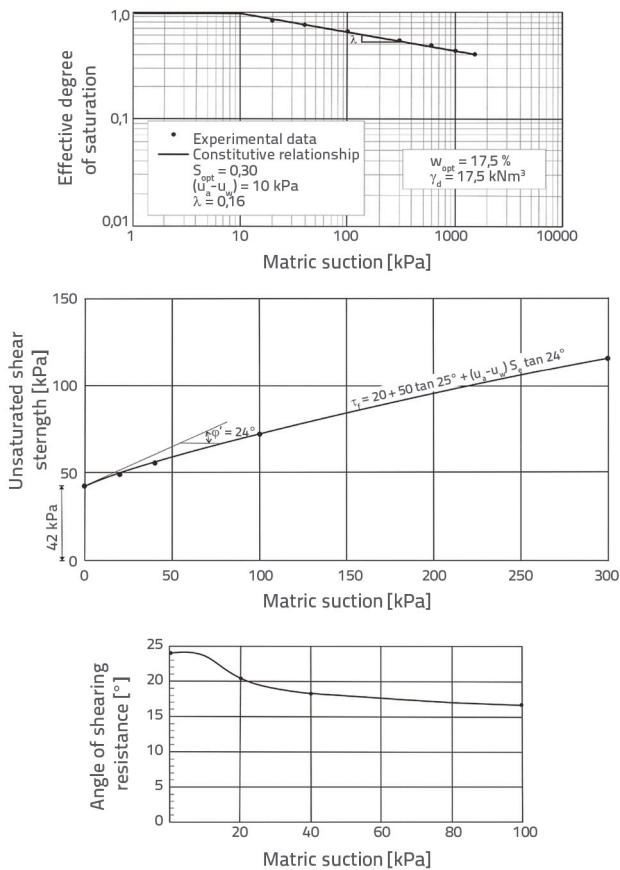 Effective degree
of saturation
1,0
0,1
0,01
λ
Experimental data
Constitutive relationship
S_opt = 0,30
(u_a-u_w) = 10 kPa
λ = 0,16
w_opt = 17,5 %
γ_d = 17,5 kNm³
1 10 100 1000 10000
Matric suction [kPa]
Unsaturated shear
sterngth [kPa]
150
100
50
0
42 kPa
φ' = 24°
τ_f = 20 + 50 tan 25° + (u_a-u_w) S_e tan 24°
0 50 100 150 200 250 300
Matric suction [kPa]
Angle of shearing
resistance [°]
25
20
15
10
5
0
20 40 60 80 100
Matric suction [kPa]